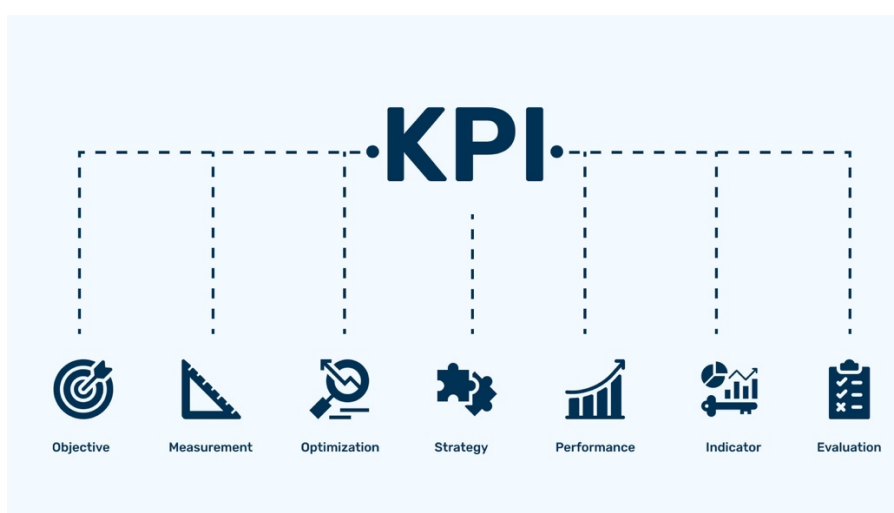 KPI
Objective
Measurement
Optimization
Strategy
Performance
Indicator
Evaluation